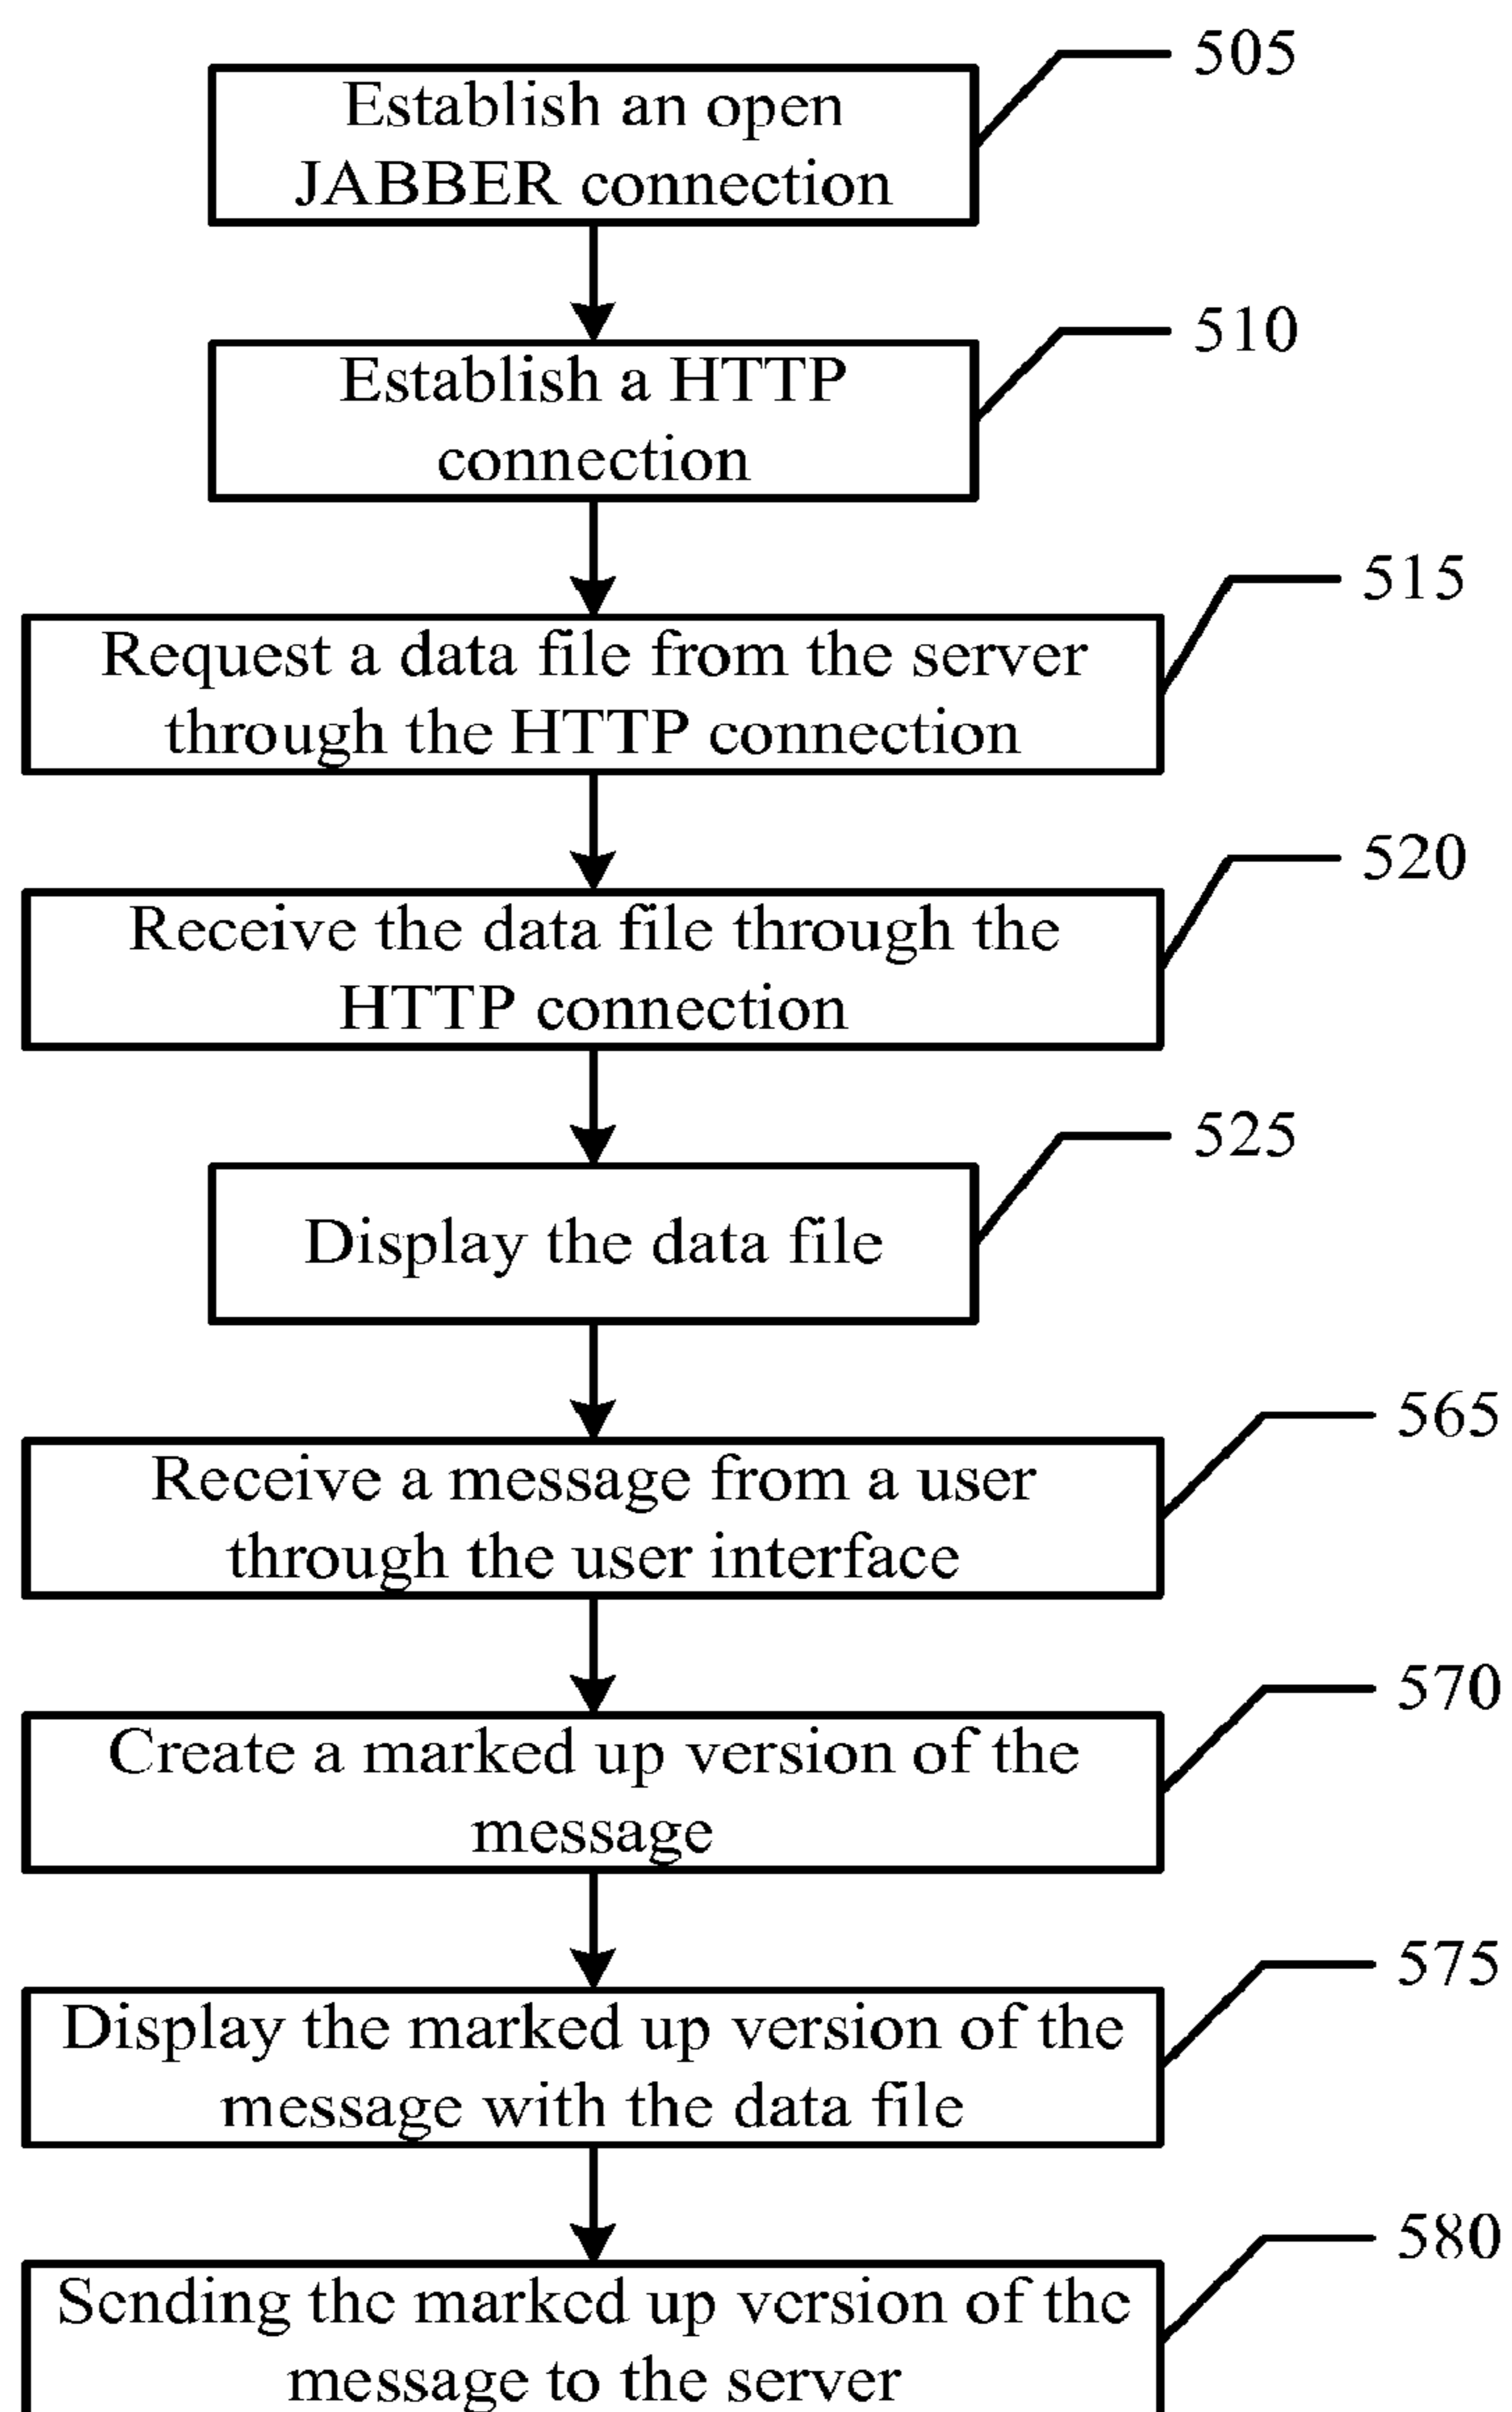 505
Establish an open
JABBER connection
510
Establish a HTTP
connection
515
Request a data file from the server
through the HTTP connection
520
Receive the data file through the
HTTP connection
525
Display the data file
565
Receive a message from a user
through the user interface
570
Create a marked up version of the
message
575
Display the marked up version of the
message with the data file
580
Sending the marked up version of the
message to the server